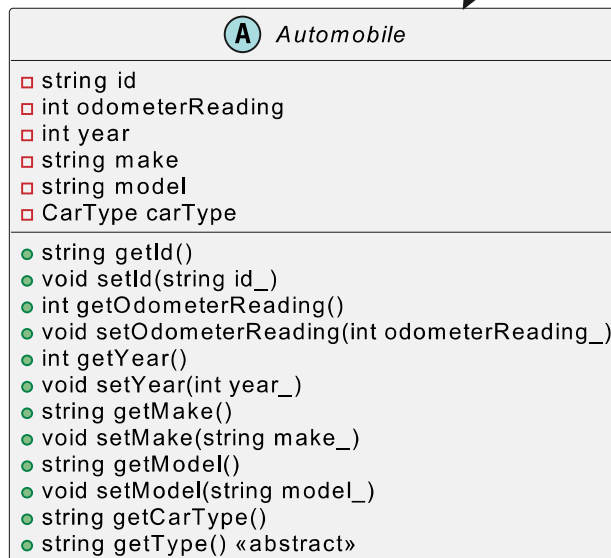 A Automobile
string id
int odometerReading
int year
string make
string model
CarType carType
string getId()
void setId(string id_)
int getOdometerReading()
void setOdometerReading(int odometerReading_)
int getYear()
void setYear(int year_)
string getMake()
void setMake(string make_)
string getModel()
void setModel(string model_)
string getCarType()
string getType() «abstract»